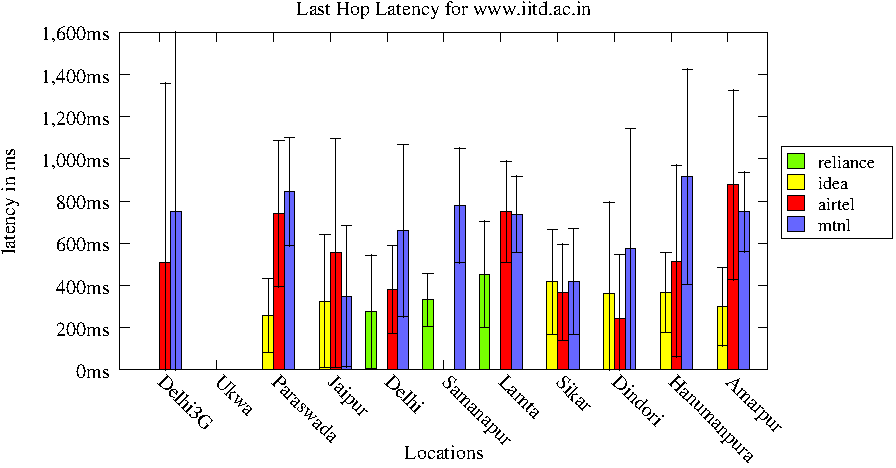 Last Hop Latency for www.iitd.ac.in
1,600ms
1,400ms
1,200ms
1,000ms
800ms
600ms
400ms
200ms
0ms
latency in ms
reliance
idea
airtel
mtnl
Delhi3G
Ukwa
Paraswada
Jaipur
Delhi
Samanapur
Lamta
Sikar
Dindori
Hanumanpura
Amarpur
Locations